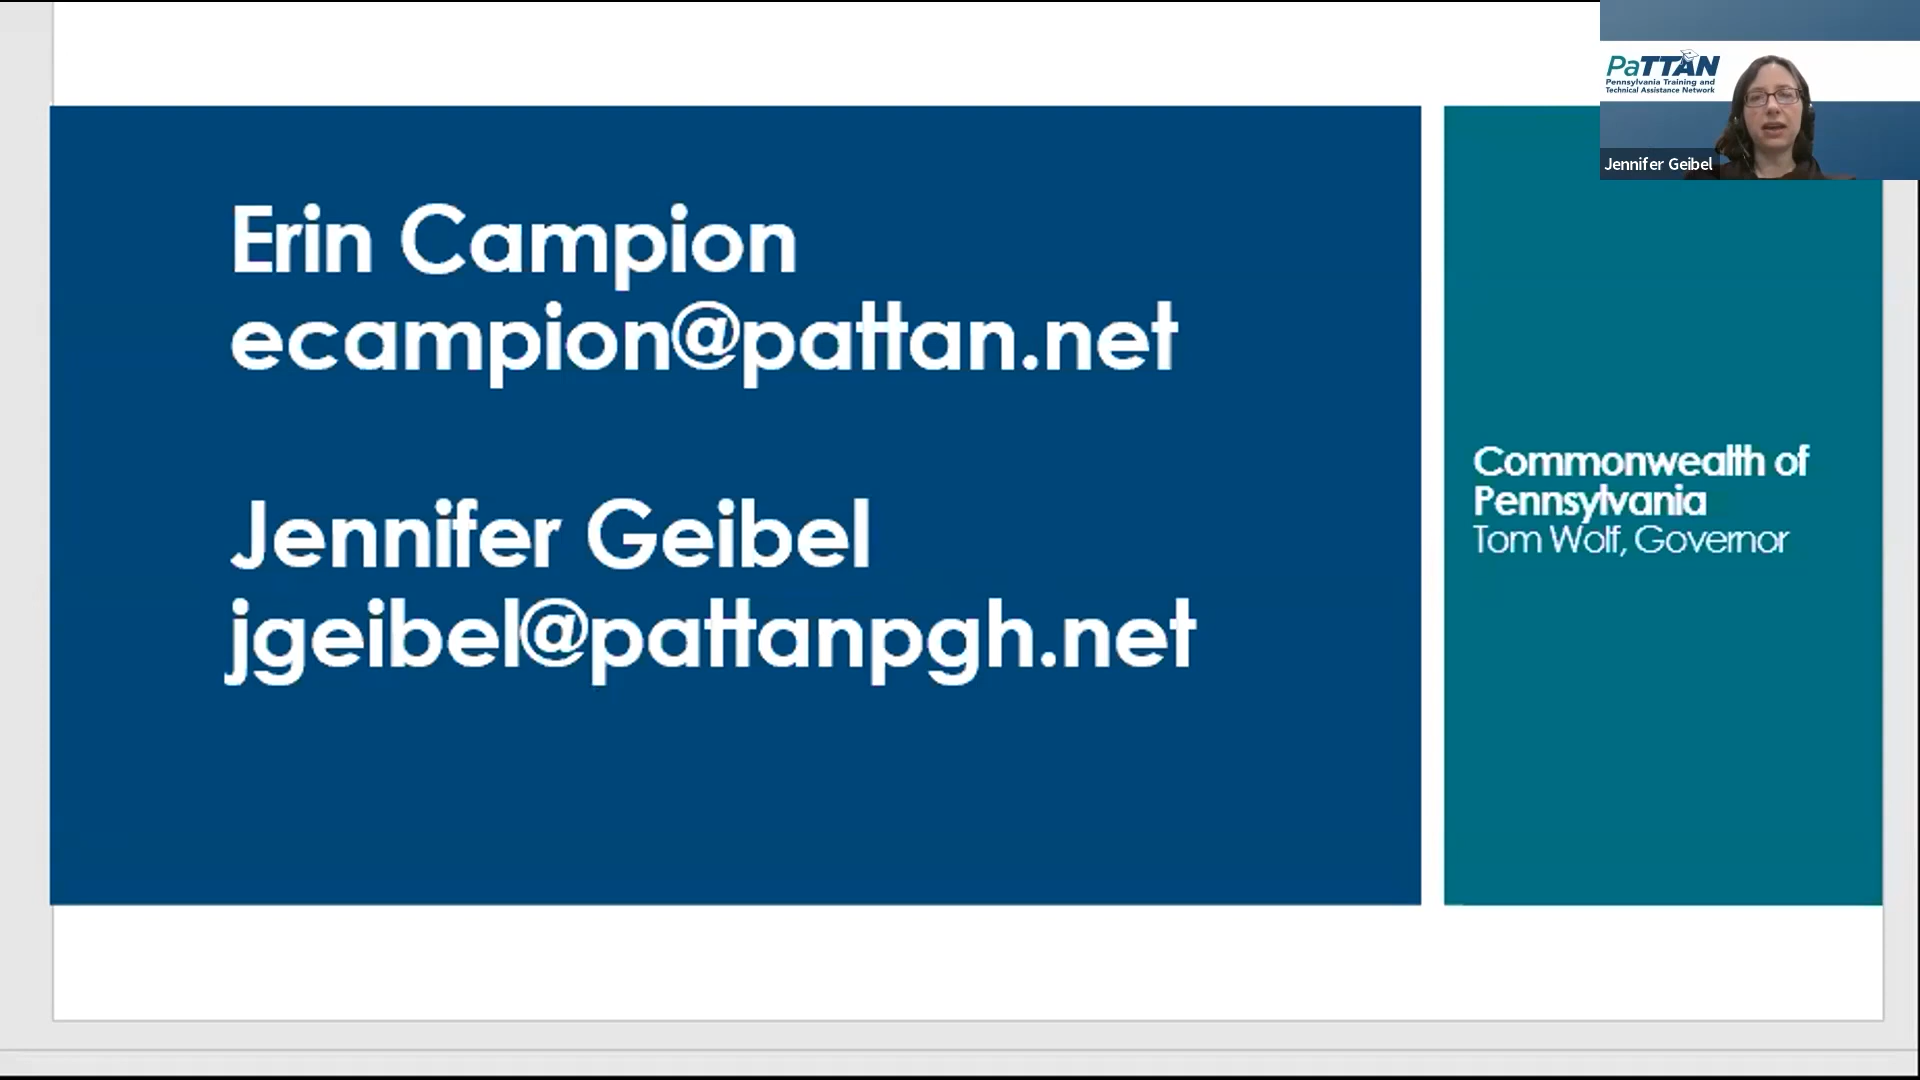 Erin Campion
ecampion@pattan.net
Jennifer Geibel
jgeibel@pattanpgh.net
Commonwealth of
Pennsylvania
Tom Wolf, Governor
PaTTAN
Pennsylvania Training and
Technical Assistance Network
Jennifer Geibel